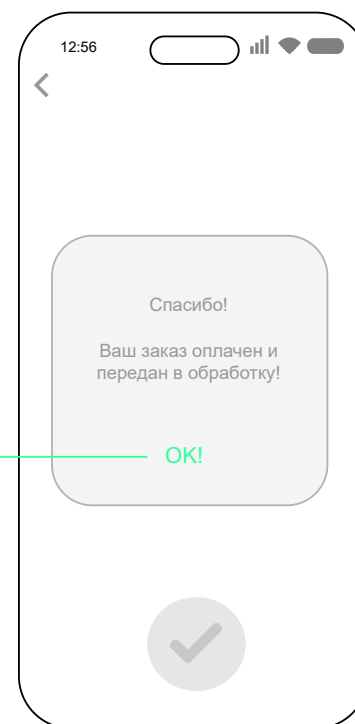 12:56
Спасибо!
Ваш заказ оплачен и
передан в обработку!
OK!